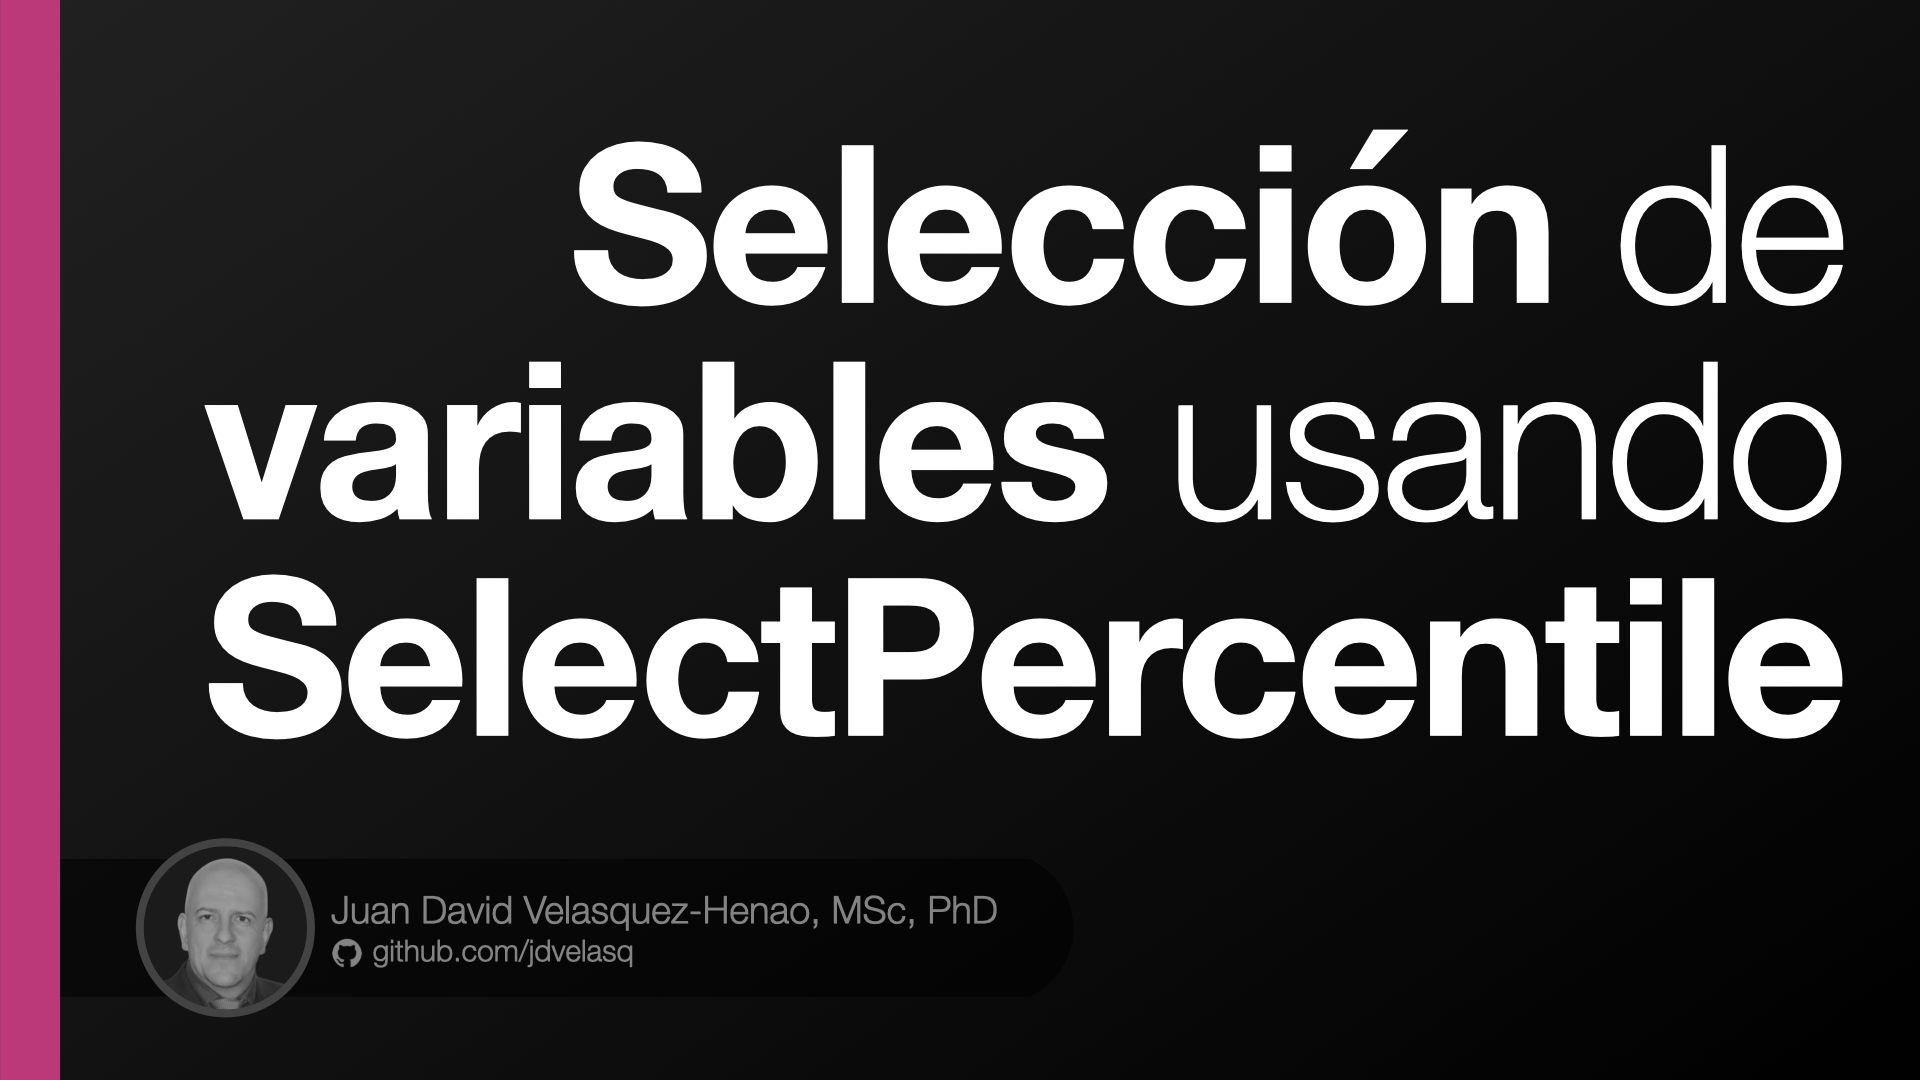 Selección de
variables usando
SelectPercentile
Juan David Velasquez-Henao, MSc, PhD
github.com/jdvelasq